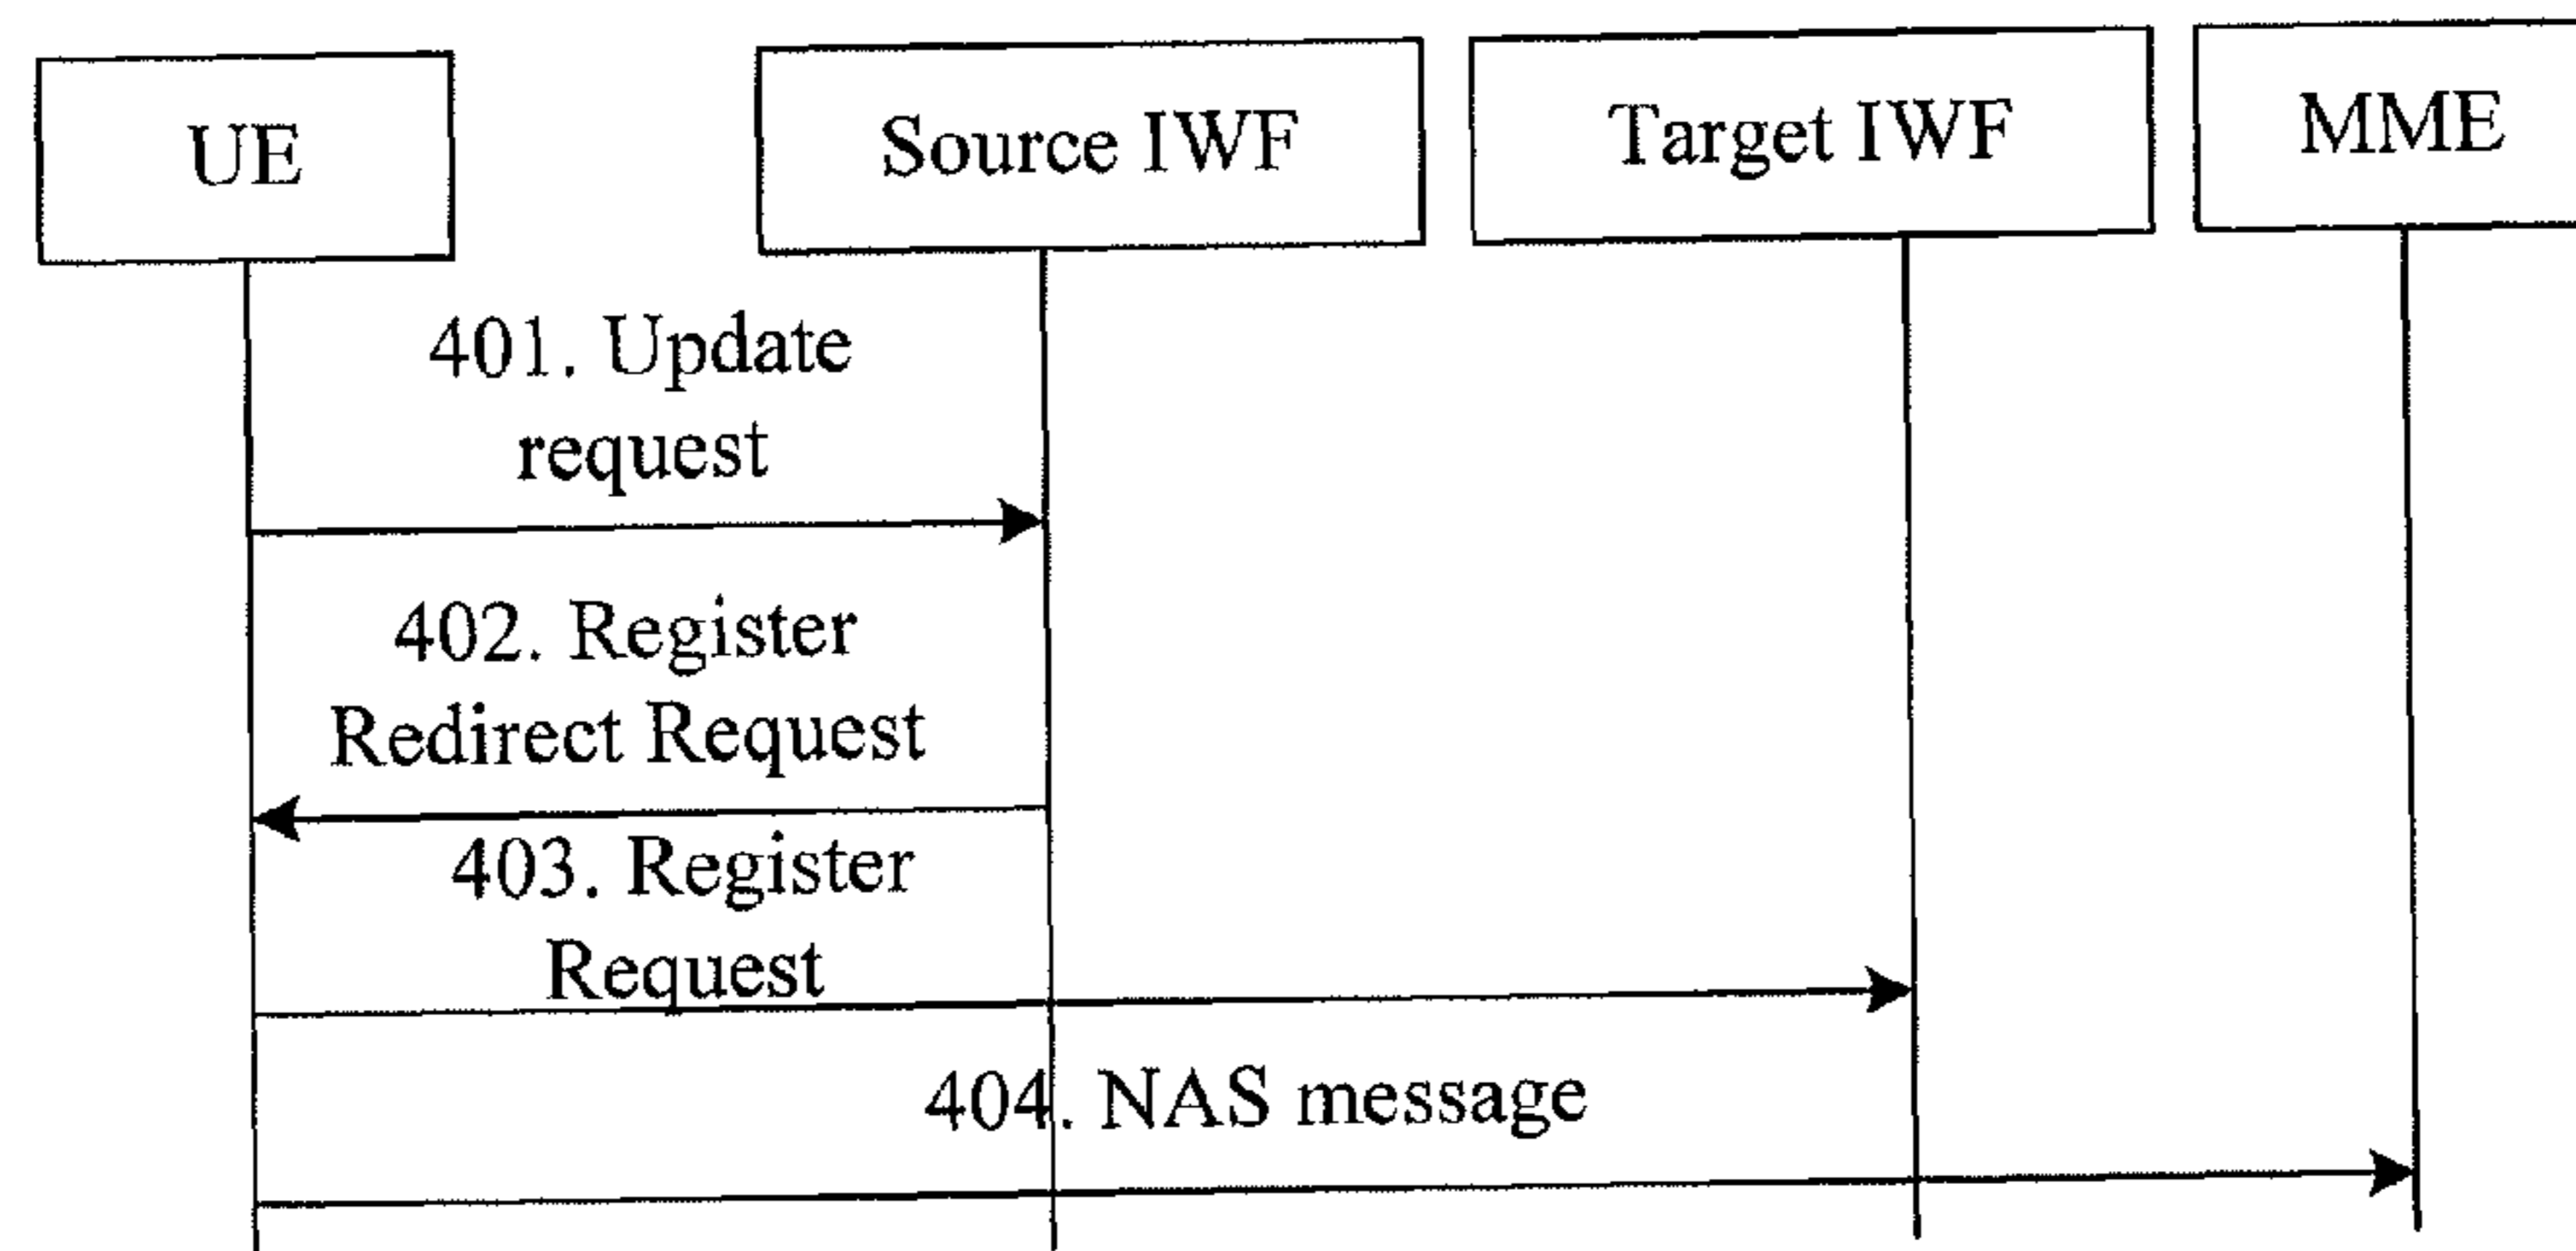 UE
Source IWF
Target IWF
MME
401. Update
request
402. Register
Redirect Request
403. Register
Request
404. NAS message